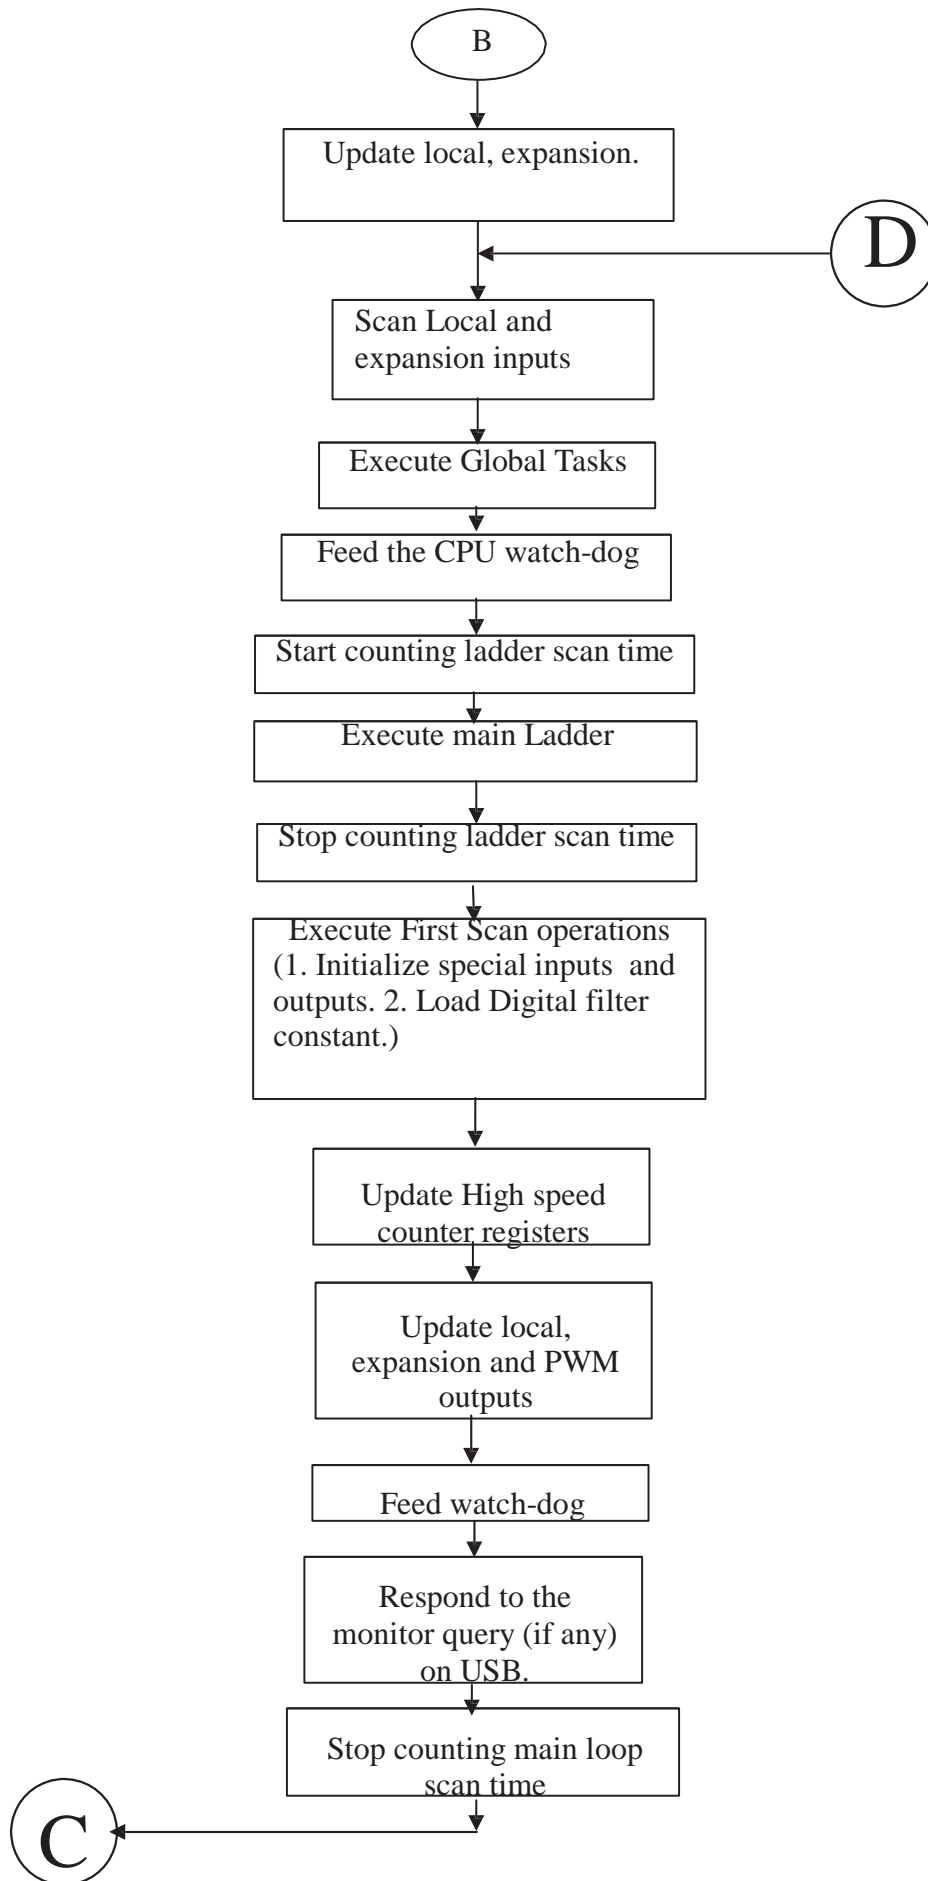 B
Update local, expansion.
D
Scan Local and
expansion inputs
Execute Global Tasks
Feed the CPU watch-dog
Start counting ladder scan time
Execute main Ladder
Stop counting ladder scan time
Execute First Scan operations
(1. Initialize special inputs and
outputs. 2. Load Digital filter
constant.)
Update High speed
counter registers
Update local,
expansion and PWM
outputs
Feed watch-dog
Respond to the
monitor query (if any)
on USB.
Stop counting main loop
scan time
C